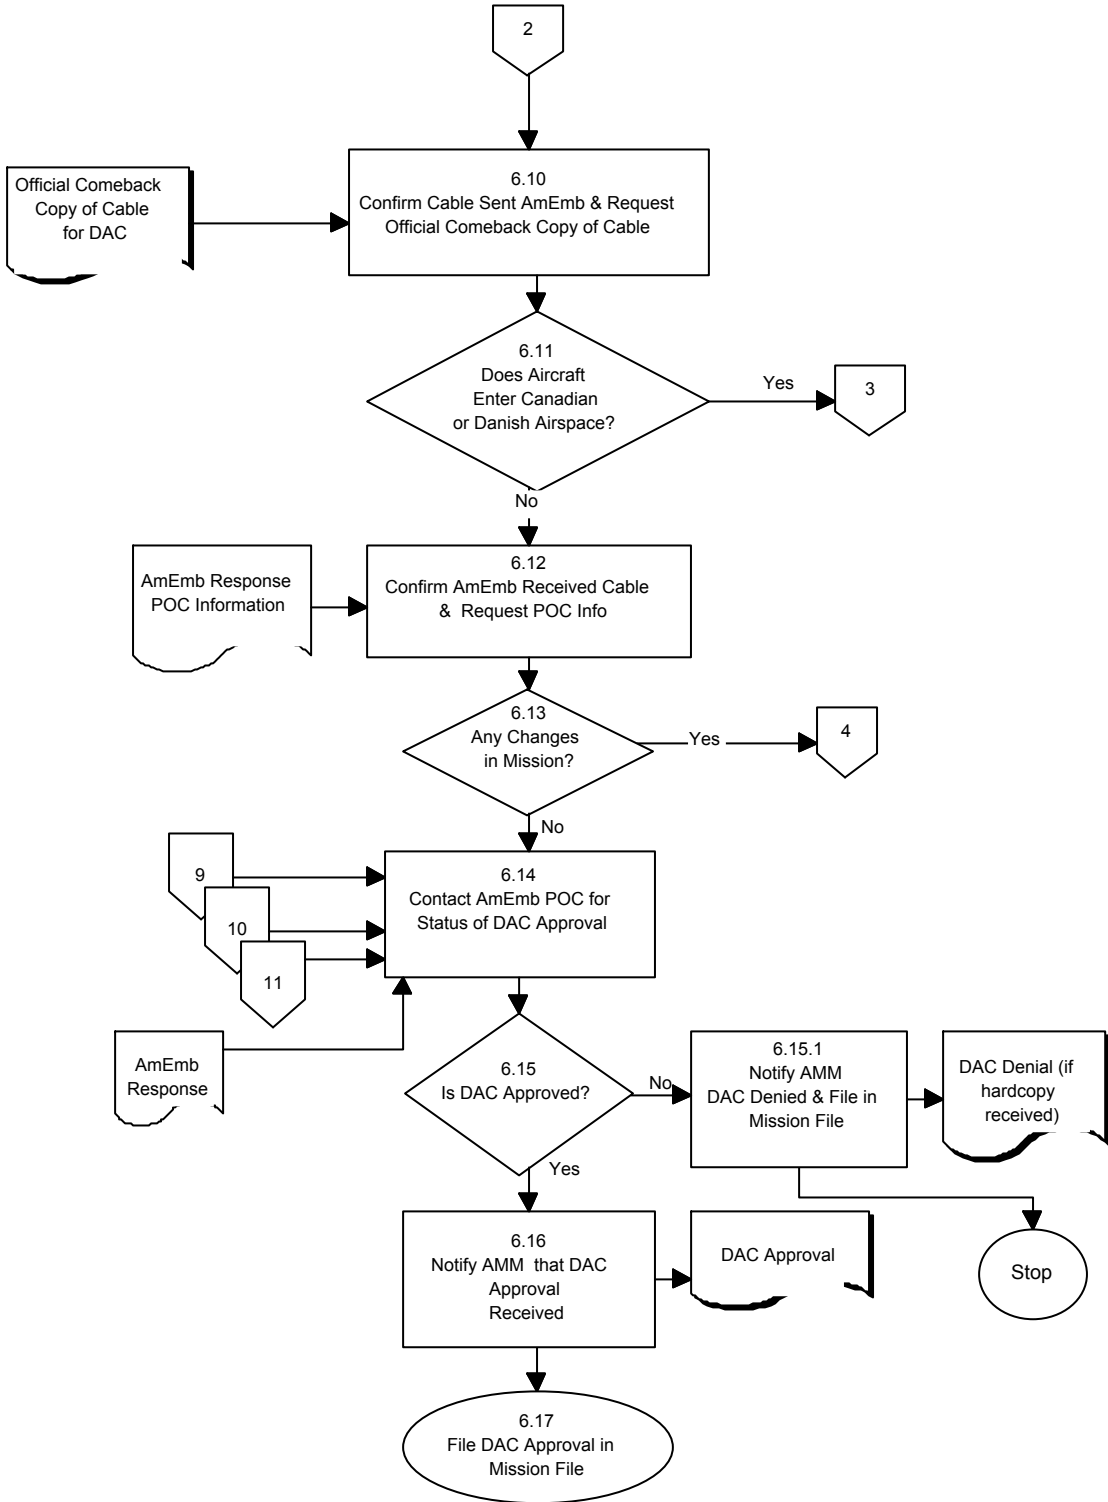 2
Official Comeback
Copy of Cable
for DAC
6.10
Confirm Cable Sent AmEmb & Request
Official Comeback Copy of Cable
6.11
Does Aircraft
Enter Canadian
or Danish Airspace?
Yes
3
No
AmEmb Response
POC Information
6.12
Confirm AmEmb Received Cable
& Request POC Info
6.13
Any Changes
in Mission?
Yes
4
No
9
10
11
6.14
Contact AmEmb POC for
Status of DAC Approval
AmEmb
Response
6.15
Is DAC Approved?
No
6.15.1
Notify AMM
DAC Denied & File in
Mission File
DAC Denial (if
hardcopy
received)
Yes
6.16
Notify AMM that DAC
Approval
Received
DAC Approval
Stop
6.17
File DAC Approval in
Mission File